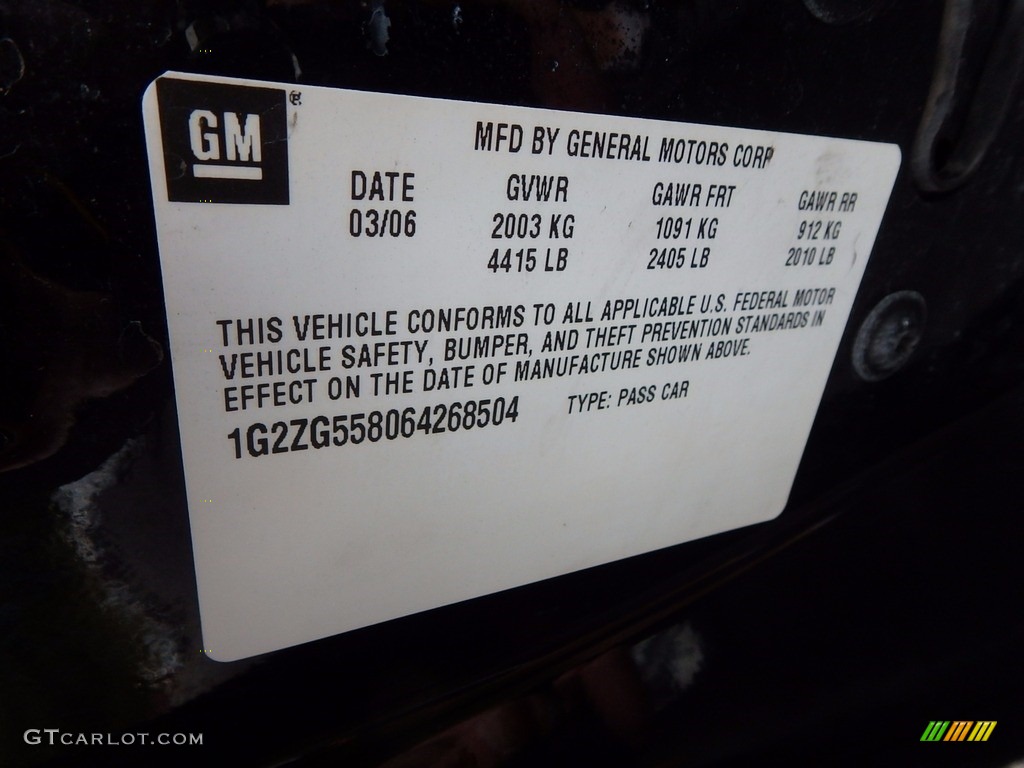 GM ®
MFD BY GENERAL MOTORS CORP
DATE GVWR GAWR FRT GAWR RR
03/06 2003 KG 1091 KG 912 KG
4415 LB 2405 LB 2010 LB
THIS VEHICLE CONFORMS TO ALL APPLICABLE U.S. FEDERAL MOTOR
VEHICLE SAFETY, BUMPER, AND THEFT PREVENTION STANDARDS IN
EFFECT ON THE DATE OF MANUFACTURE SHOWN ABOVE.
1G2ZG558064268504 TYPE: PASS CAR
GTCARLOT.COM